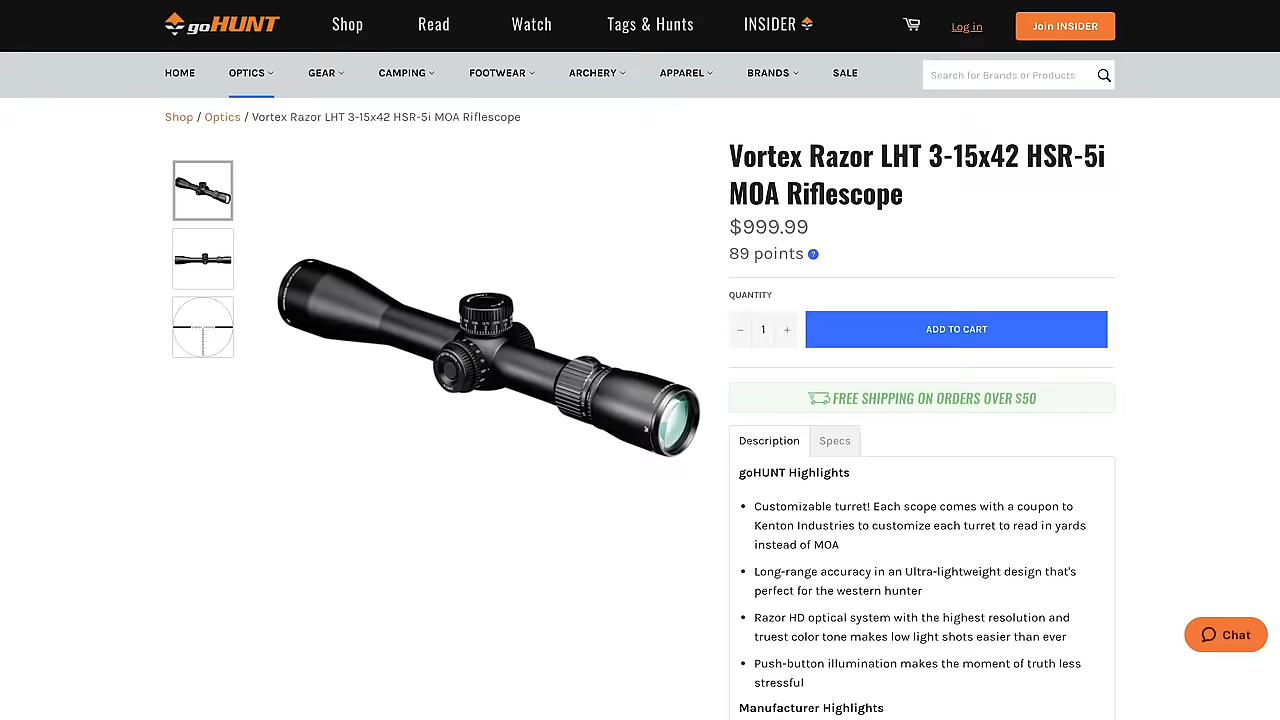 goHUNT Shop Read Watch Tags & Hunts INSIDER Log in Join INSIDER
HOME OPTICS GEAR CAMPING FOOTWEAR ARCHERY APPAREL BRANDS SALE Search for Brands or Products
Shop / Optics / Vortex Razor LHT 3-15x42 HSR-5i MOA Riflescope
Vortex Razor LHT 3-15x42 HSR-5i
MOA Riflescope
$999.99
89 points ?
QUANTITY
− 1 + ADD TO CART
FREE SHIPPING ON ORDERS OVER $50
Description Specs
goHUNT Highlights
• Customizable turret! Each scope comes with a coupon to
Kenton Industries to customize each turret to read in yards
instead of MOA
• Long-range accuracy in an Ultra-lightweight design that's
perfect for the western hunter
• Razor HD optical system with the highest resolution and
truest color tone makes low light shots easier than ever
• Push-button illumination makes the moment of truth less
stressful
Manufacturer Highlights
Chat